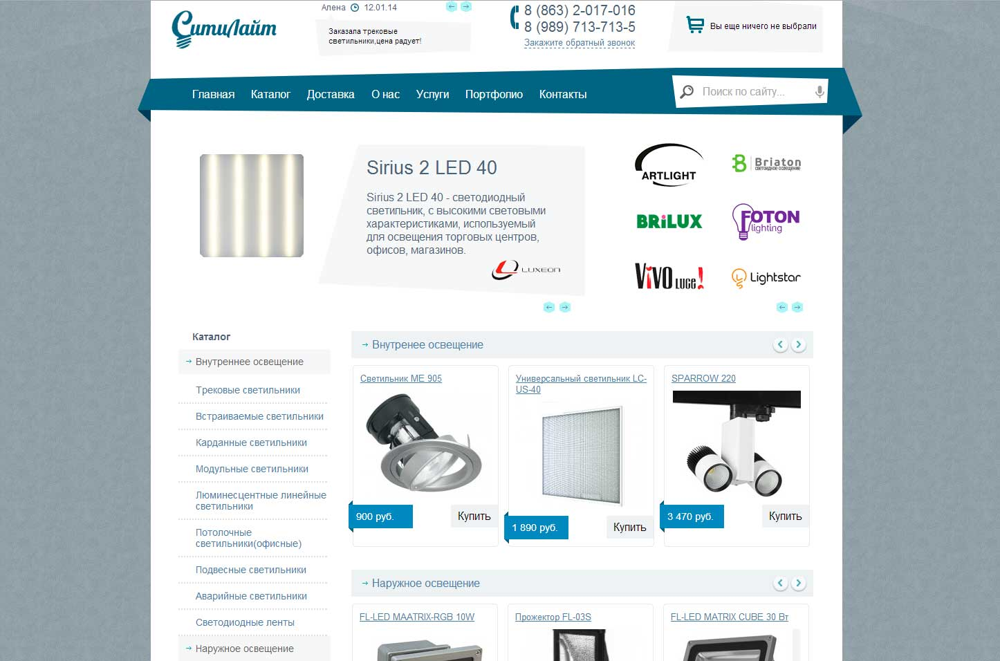 СитиЛайт
Алена 12.01.14
Заказала трековые
светильники,цена радует!
8 (863) 2-017-016
8 (989) 713-713-5
Закажите обратный звонок
Вы еще ничего не выбрали
Главная Каталог Доставка О нас Услуги Портфолио Контакты
Поиск по сайту...
Sirius 2 LED 40
Sirius 2 LED 40 - светодиодный
светильник, с высокими световыми
характеристиками, используемый
для освещения торговых центров,
офисов, магазинов.
LUXEON
ARTLIGHT
Briaton
светоидное освещение
BRiLUX
FOTON
lighting
ViVO LUCE!
Lightstar
Каталог
Внутреннее освещение
Трековые светильники
Встраиваемые светильники
Карданные светильники
Модульные светильники
Люминесцентные линейные
светильники
Потолочные
светильники(офисные)
Подвесные светильники
Аварийные светильники
Светодиодные ленты
Наружное освещение
Внутренее освещение
Светильник ME 905
900 руб.
Купить
Универсальный светильник LC-
US-40
1 890 руб.
Купить
SPARROW 220
3 470 руб.
Купить
Наружное освещение
FL-LED MAATRIX-RGB 10W
Прожектор FL-03S
FL-LED MATRIX CUBE 30 Вт